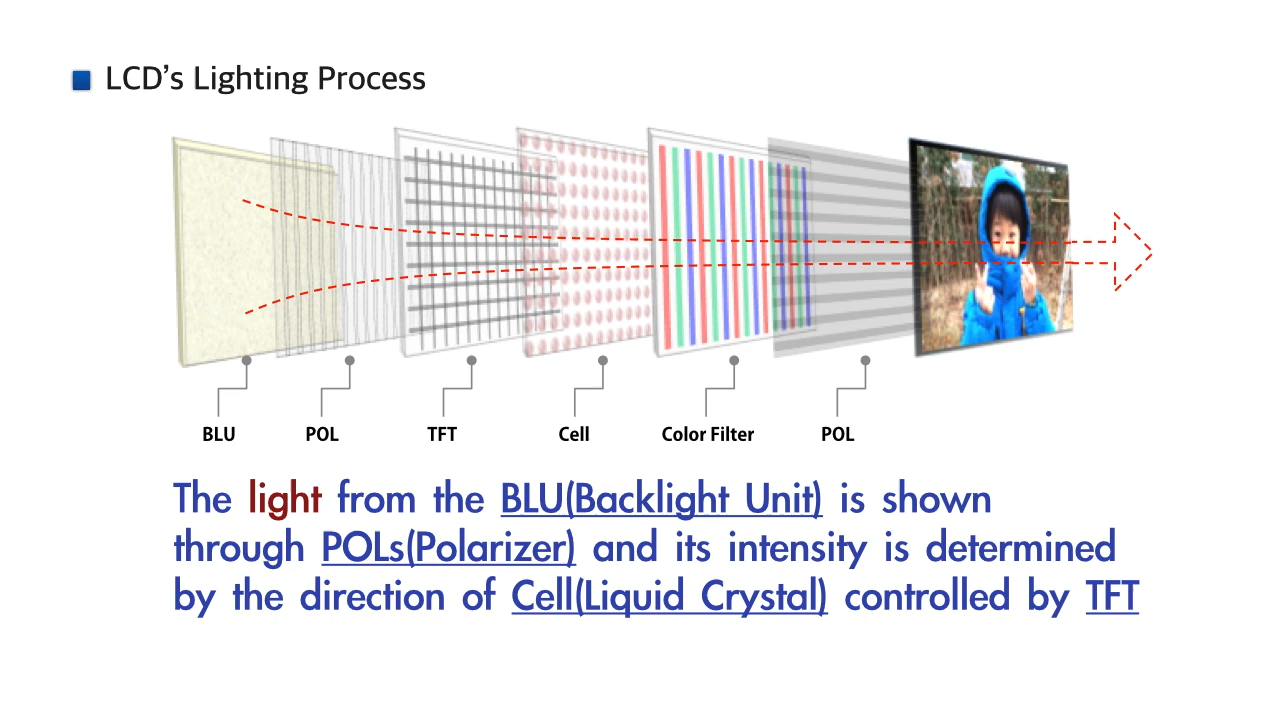 LCD’s Lighting Process
BLU POL TFT Cell Color Filter POL
The light from the BLU(Backlight Unit) is shown
through POLs(Polarizer) and its intensity is determined
by the direction of Cell(Liquid Crystal) controlled by TFT